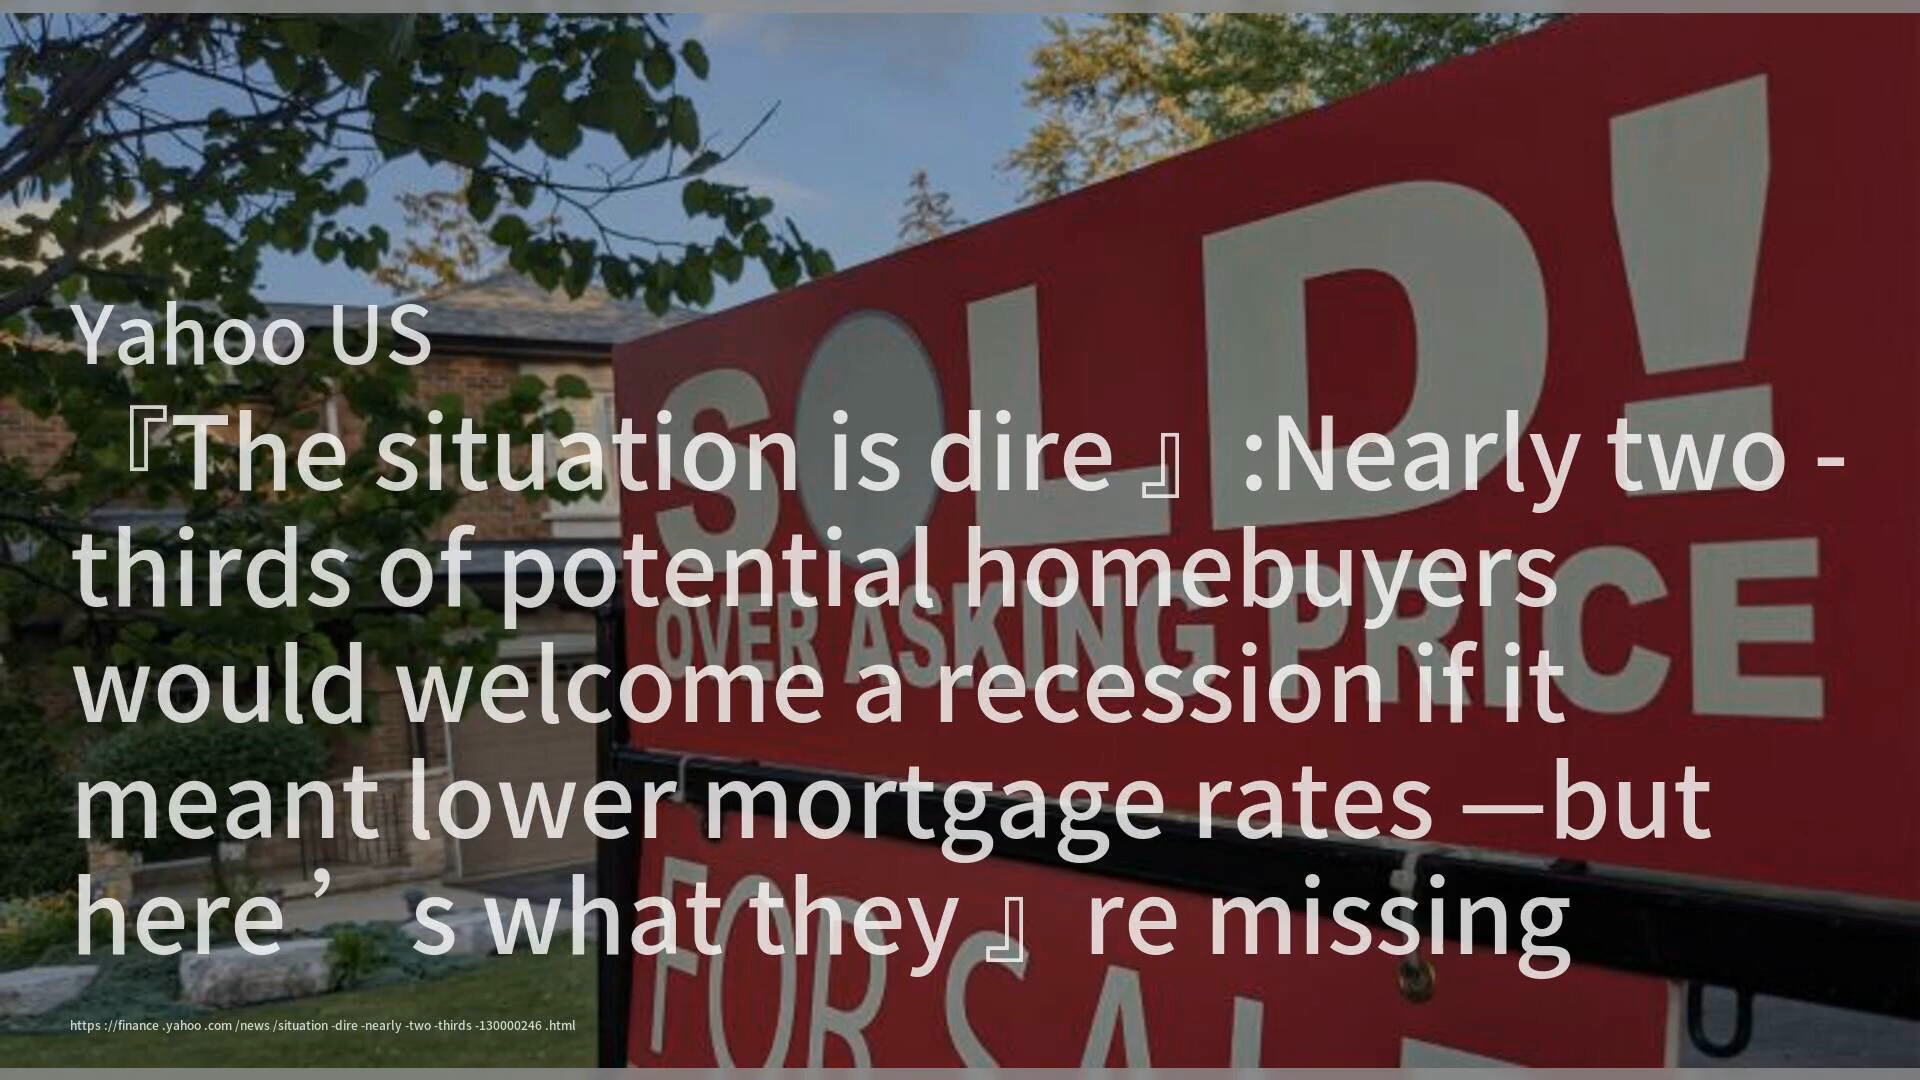 Yahoo US
『The situation is dire 』 :Nearly two -
thirds of potential homebuyers
would welcome a recession if it
meant lower mortgage rates —but
here ’ s what they 』 re missing
https ://finance .yahoo .com /news /situation -dire -nearly -two -thirds -130000246 .html
SOLD!
OVER ASKING PRICE
FOR SALE